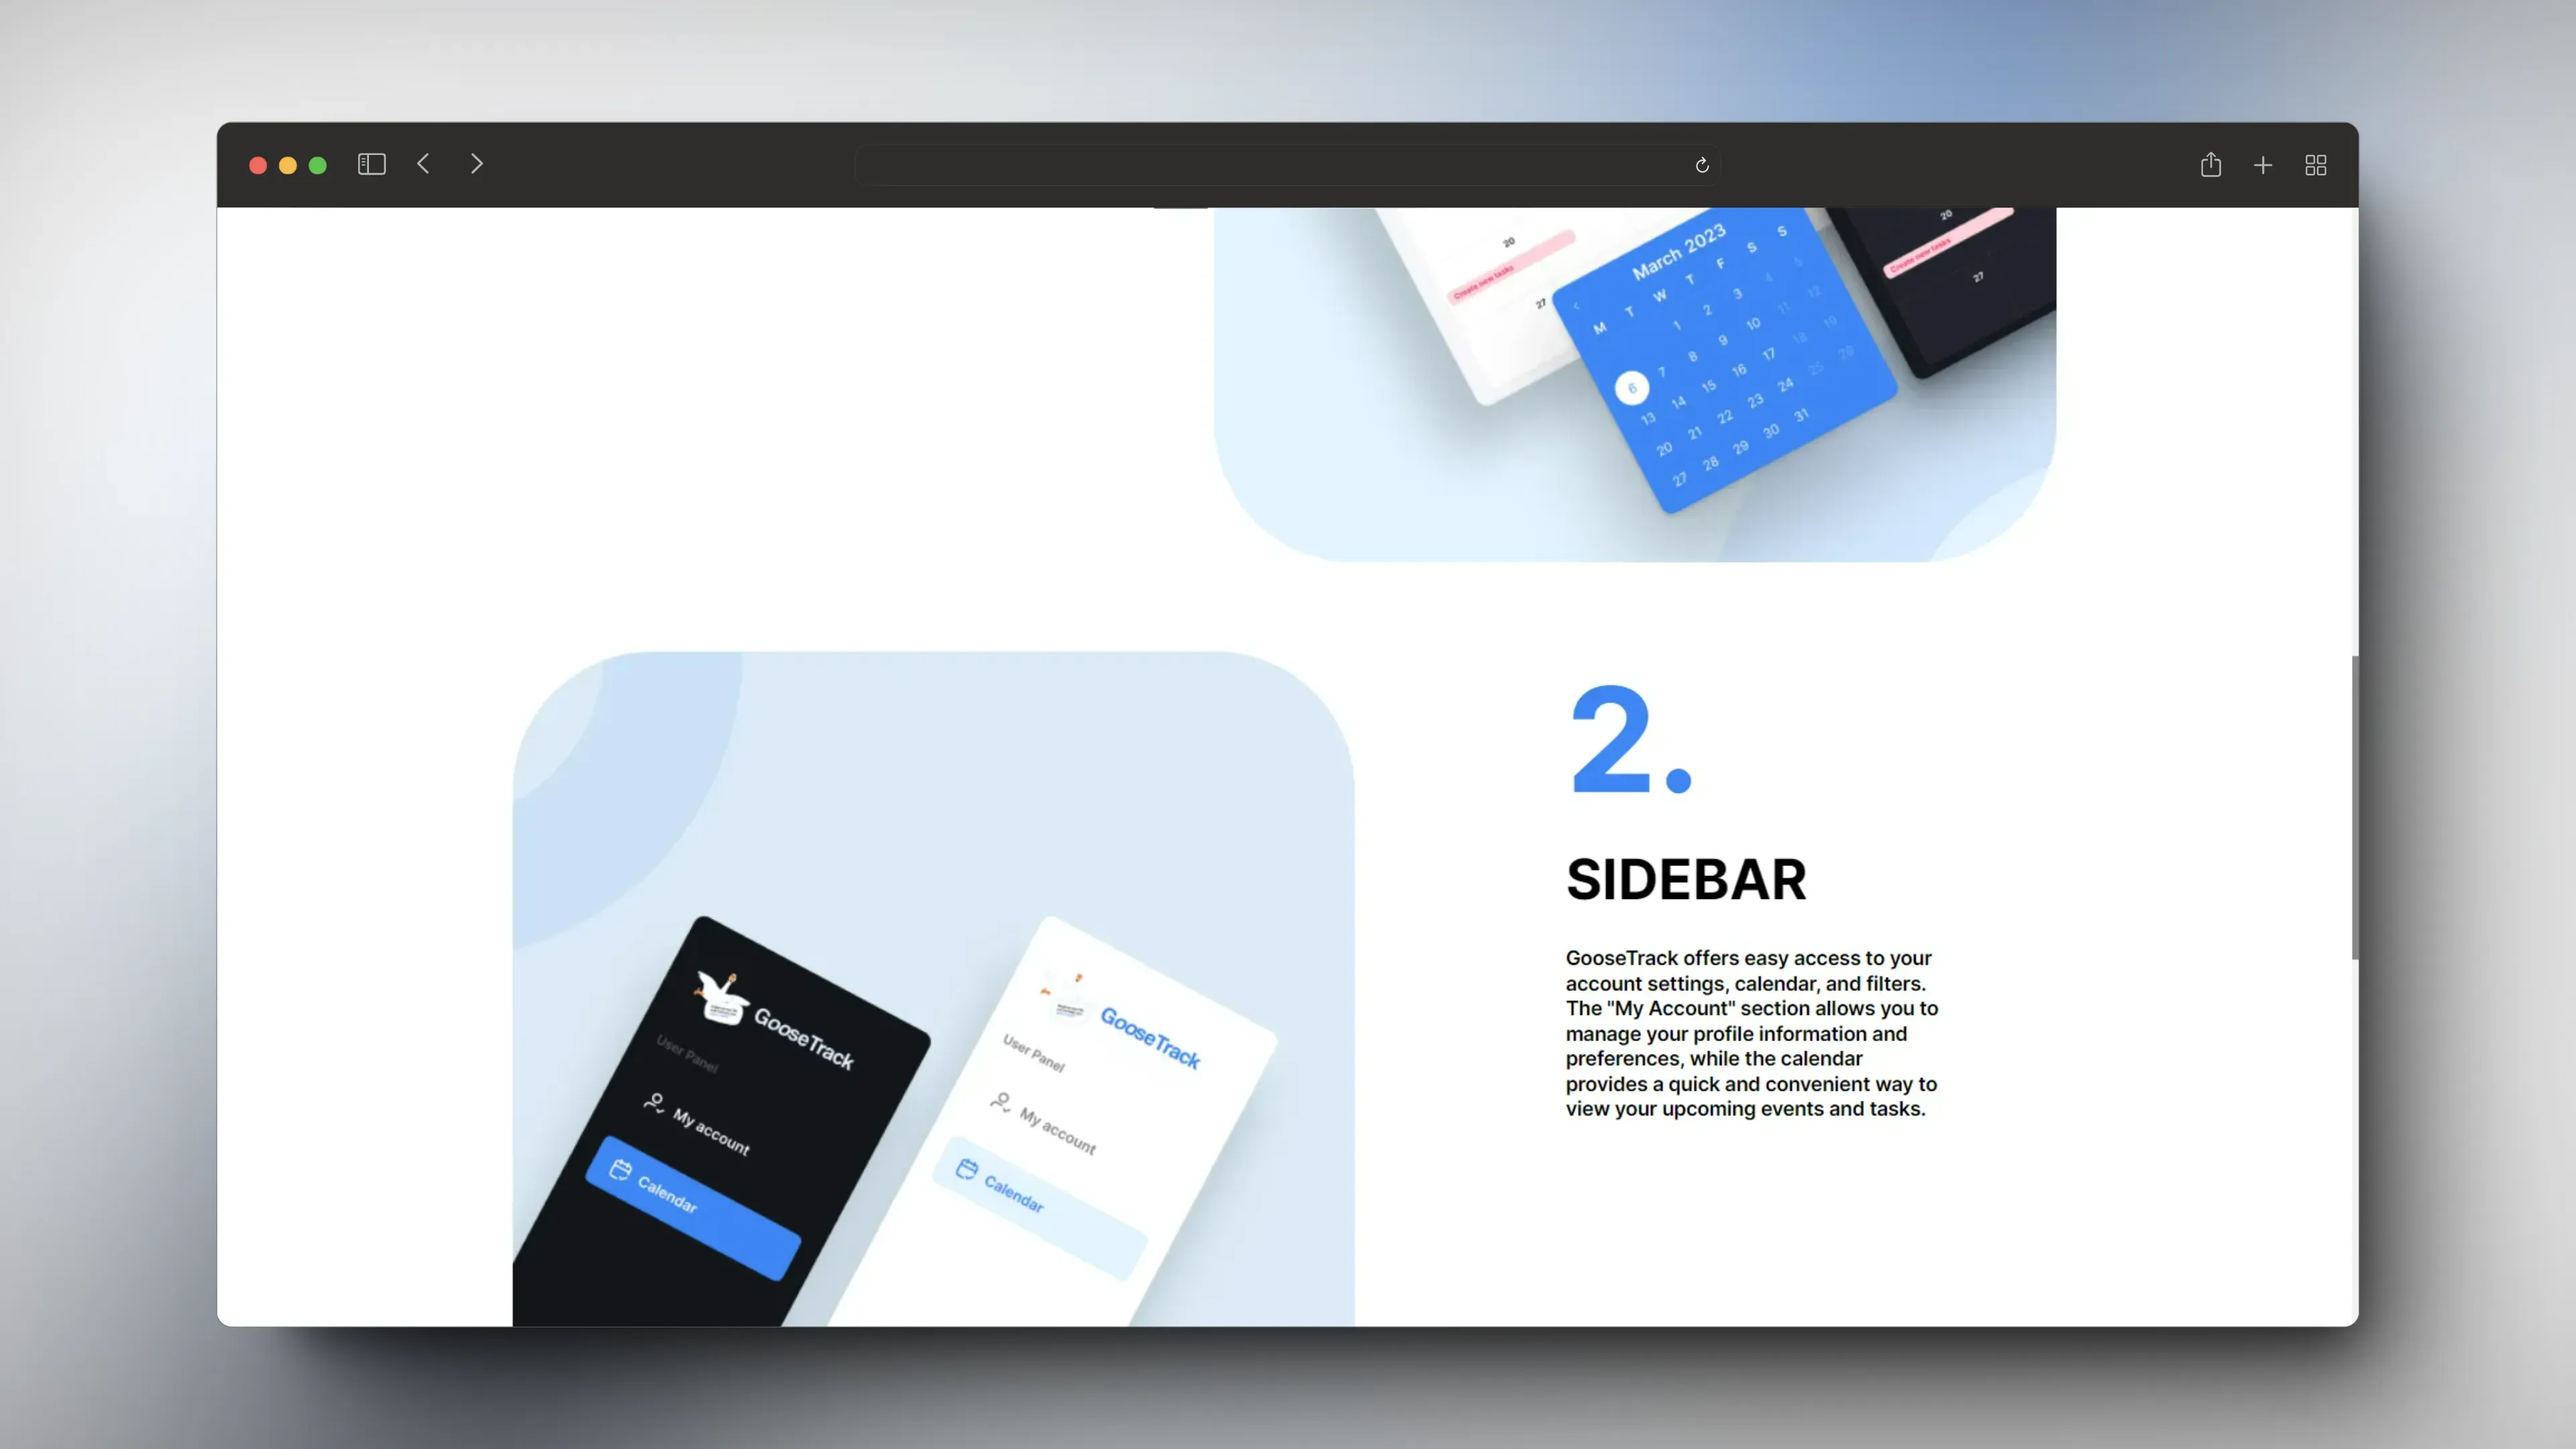 20
Create new tasks
27
March 2023
M T W T F S S
1 2 3 4 5
6 7 8 9 10 11 12
13 14 15 16 17 18 19
20 21 22 23 24 25 26
27 28 29 30 31
20
Create new tasks
27
2.
SIDEBAR
GooseTrack offers easy access to your
account settings, calendar, and filters.
The "My Account" section allows you to
manage your profile information and
preferences, while the calendar
provides a quick and convenient way to
view your upcoming events and tasks.
GooseTrack
User Panel
My account
Calendar
GooseTrack
User Panel
My account
Calendar